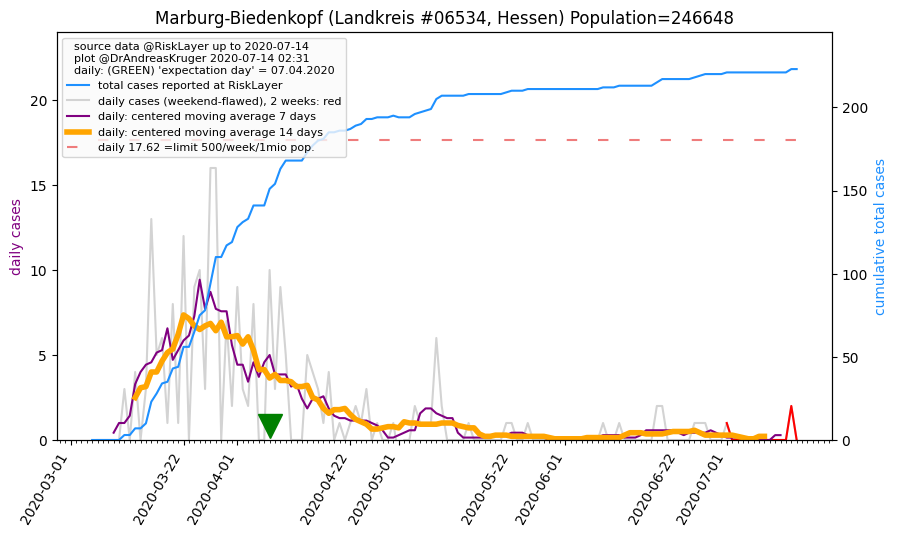 Marburg-Biedenkopf (Landkreis #06534, Hessen) Population=246648
source data @RiskLayer up to 2020-07-14
plot @DrAndreasKruger 2020-07-14 02:31
daily: (GREEN) 'expectation day' = 07.04.2020
total cases reported at RiskLayer
daily cases (weekend-flawed), 2 weeks: red
daily: centered moving average 7 days
daily: centered moving average 14 days
daily 17.62 =limit 500/week/1mio pop.
daily cases
20
15
10
5
0
cumulative total cases
200
150
100
50
0
2020-03-01
2020-03-22
2020-04-01
2020-04-22
2020-05-01
2020-05-22
2020-06-01
2020-06-22
2020-07-01